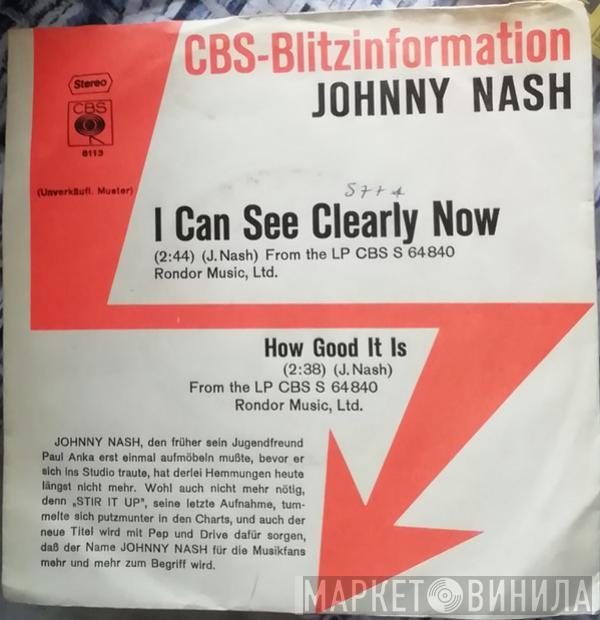 CBS-Blitzinformation
JOHNNY NASH
Stereo
CBS
8113
(Unverkäufl. Muster)
I Can See Clearly Now
(2:44) (J. Nash) From the LP CBS S 64840
Rondor Music, Ltd.
How Good It Is
(2:38) (J. Nash)
From the LP CBS S 64840
Rondor Music, Ltd.
JOHNNY NASH, den früher sein Jugendfreund
Paul Anka erst einmal aufmöbeln mußte, bevor er
sich ins Studio traute, hat derlei Hemmungen heute
längst nicht mehr. Wohl auch nicht mehr nötig,
denn „STIR IT UP", seine letzte Aufnahme, tum-
melte sich putzmunter in den Charts, und auch der
neue Titel wird mit Pep und Drive dafür sorgen,
daß der Name JOHNNY NASH für die Musikfans
mehr und mehr zum Begriff wird.
МАРКЕТ ВИНИЛА